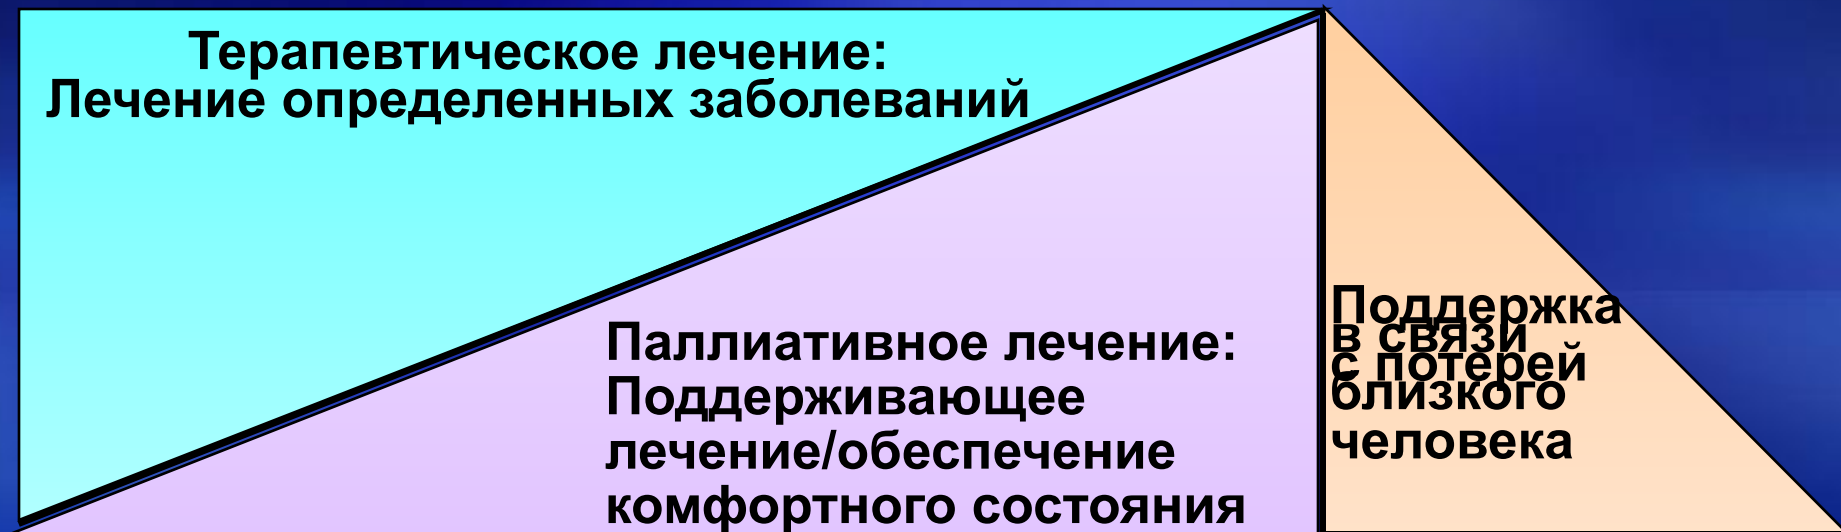 Терапевтическое лечение:
Лечение определенных заболеваний
Паллиативное лечение:
Поддерживающее
лечение/обеспечение
комфортного состояния
Поддержка
в связи
с потерей
близкого
человека